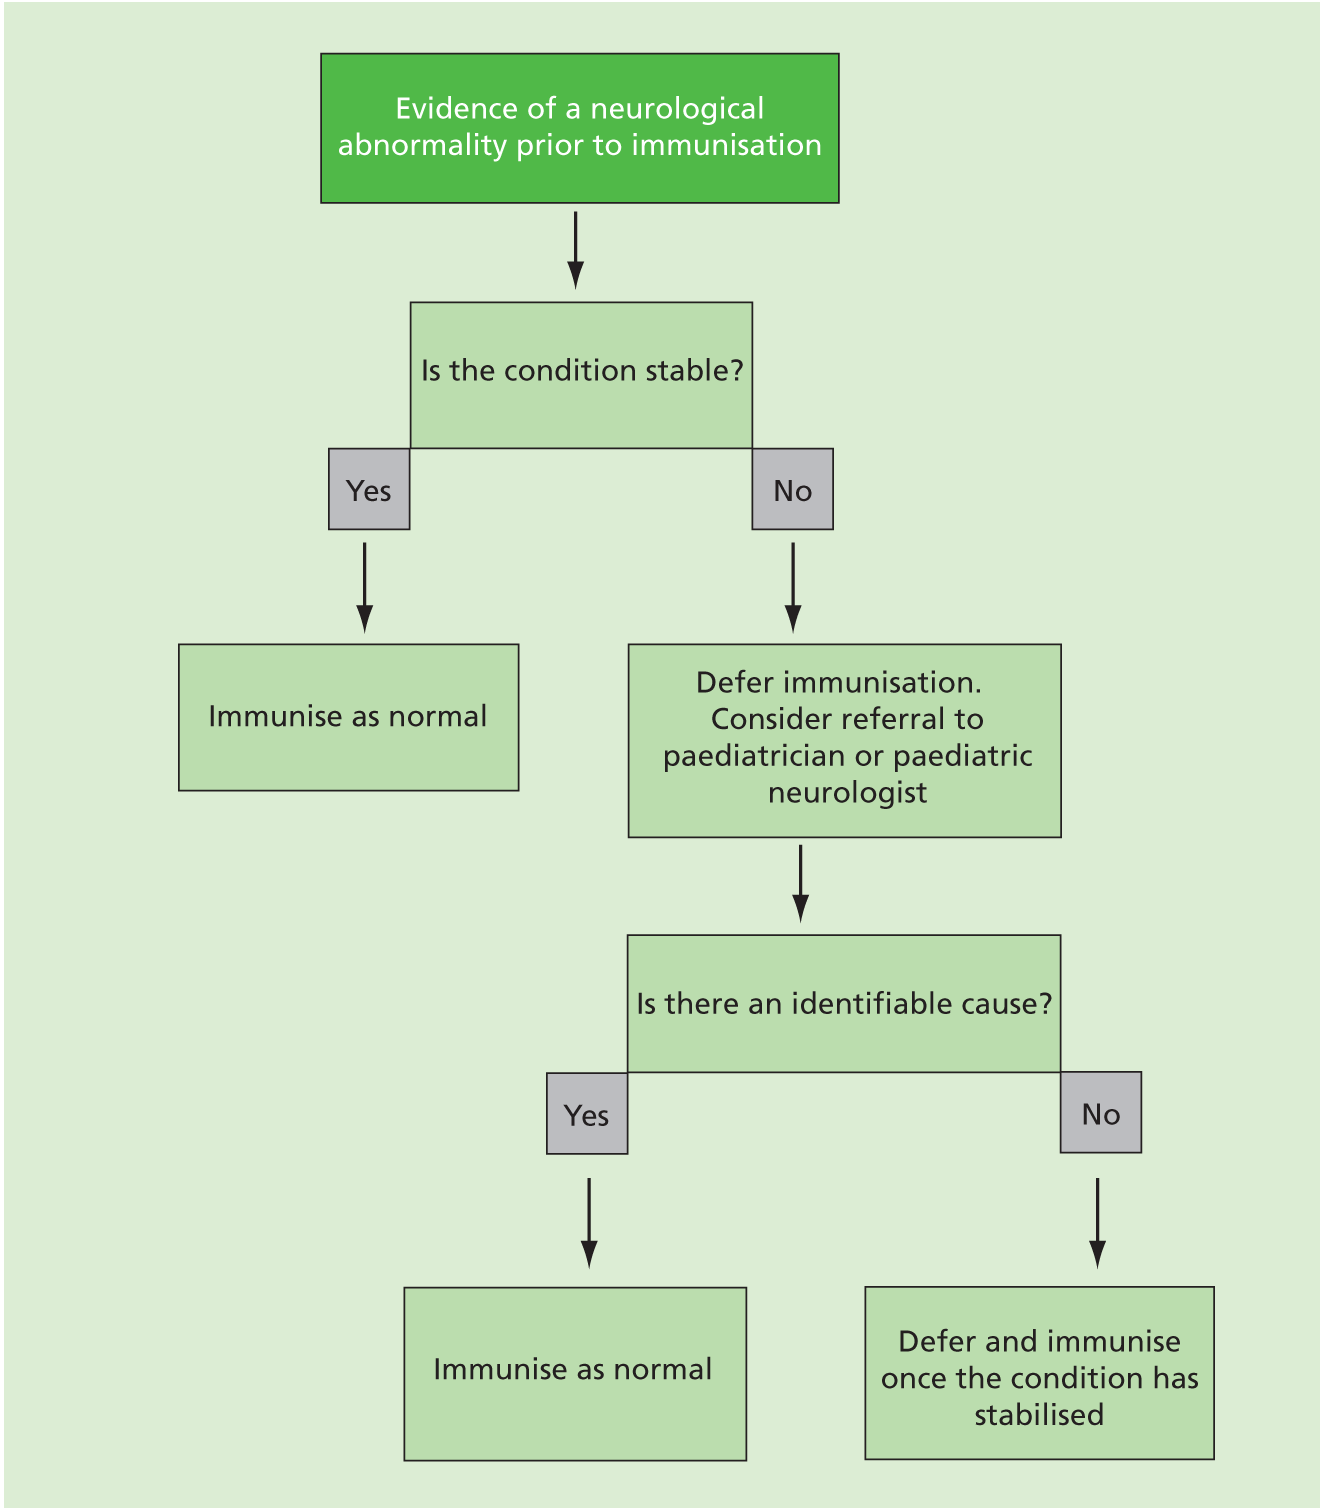 Evidence of a neurological
abnormality prior to immunisation
Is the condition stable?
Yes
No
Immunise as normal
Defer immunisation.
Consider referral to
paediatrician or paediatric
neurologist
Is there an identifiable cause?
Yes
No
Immunise as normal
Defer and immunise
once the condition has
stabilised